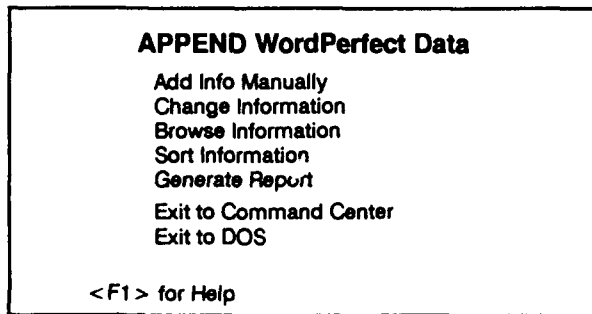 APPEND WordPerfect Data
Add Info Manually
Change Information
Browse Information
Sort Information
Generate Report
Exit to Command Center
Exit to DOS
<F1> for Help